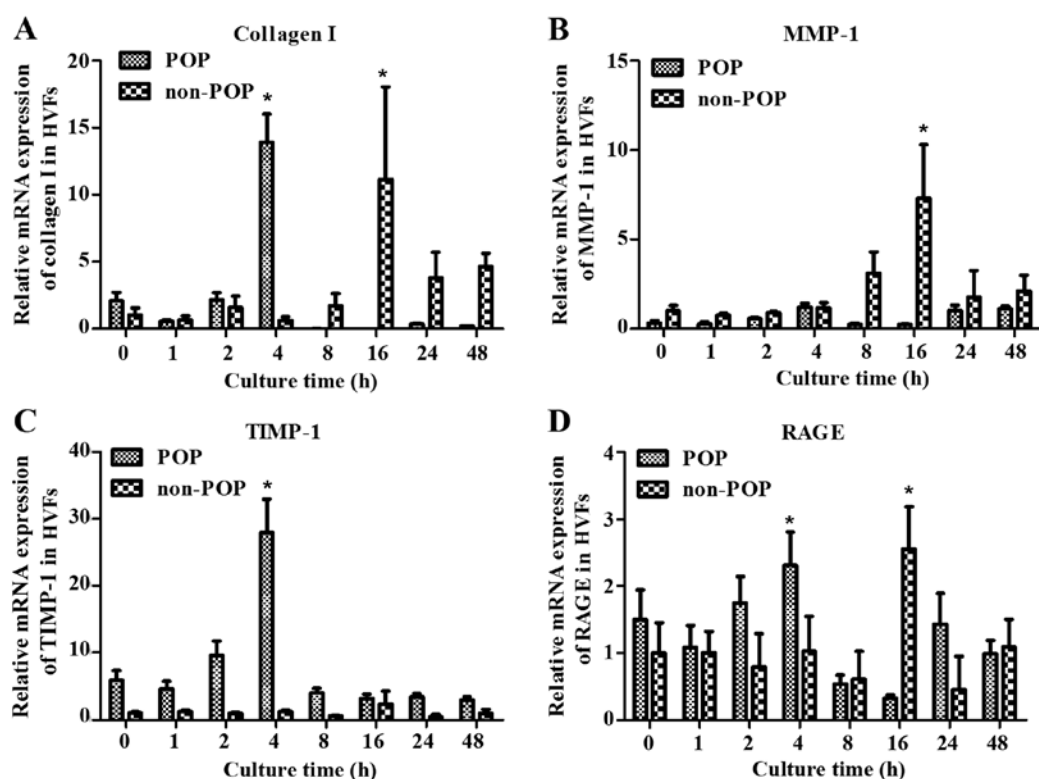 A
Collagen I
Relative mRNA expression
of collagen I in HVFs
20
15
10
5
0
POP
non-POP
*
*
0 1 2 4 8 16 24 48
Culture time (h)
B
MMP-1
Relative mRNA expression
of MMP-1 in HVFs
15
10
5
0
POP
non-POP
*
0 1 2 4 8 16 24 48
Culture time (h)
C
TIMP-1
Relative mRNA expression
of TIMP-1 in HVFs
40
30
20
10
0
POP
non-POP
*
0 1 2 4 8 16 24 48
Culture time (h)
D
RAGE
Relative mRNA expression
of RAGE in HVFs
4
3
2
1
0
POP
non-POP
*
*
0 1 2 4 8 16 24 48
Culture time (h)